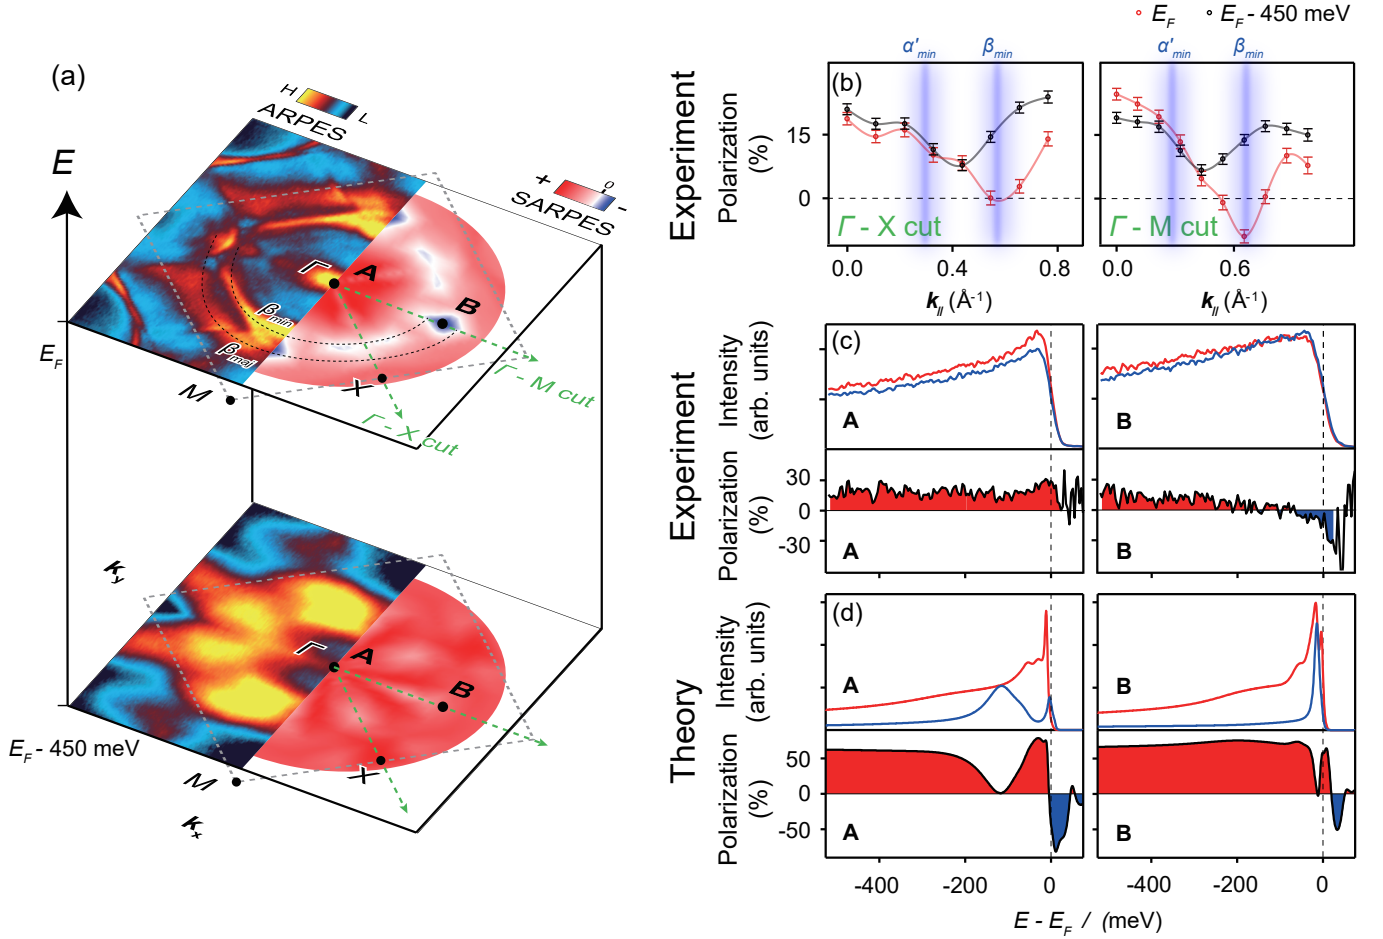 E_F E_F - 450 meV
(a)
H L
ARPES
+ 0 -
SARPES
E
Γ A
B
β_min
β_maj
E_F
M
X
Γ - M cut
Γ - X cut
k_y
Γ A
B
E_F - 450 meV
M
X
k_x
Experiment
Polarization
(%)
α'_min β_min
(b)
15
0
Γ - X cut
0.0 0.4 0.8
k_// (Å⁻¹)
α'_min β_min
Γ - M cut
0.0 0.6
k_// (Å⁻¹)
Experiment
Intensity
(arb. units)
(c)
A
B
Polarization
(%)
30
0
-30
A
B
Theory
Intensity
(arb. units)
(d)
A
B
Polarization
(%)
50
0
-50
A
B
-400 -200 0
-400 -200 0
E - E_F / (meV)